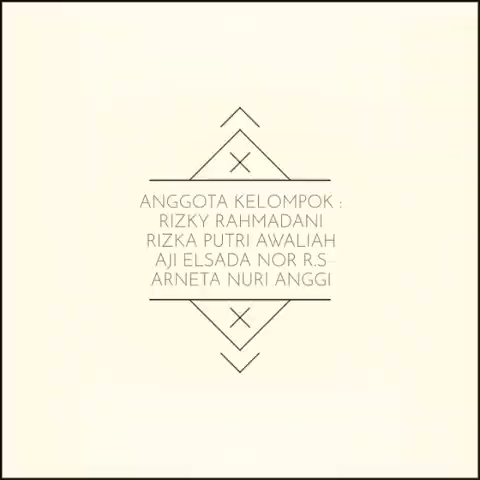 ANGGOTA KELOMPOK :
RIZKY RAHMADANI
RIZKA PUTRI AWALIAH
AJI ELSADA NOR R.S
ARNETA NURI ANGGI